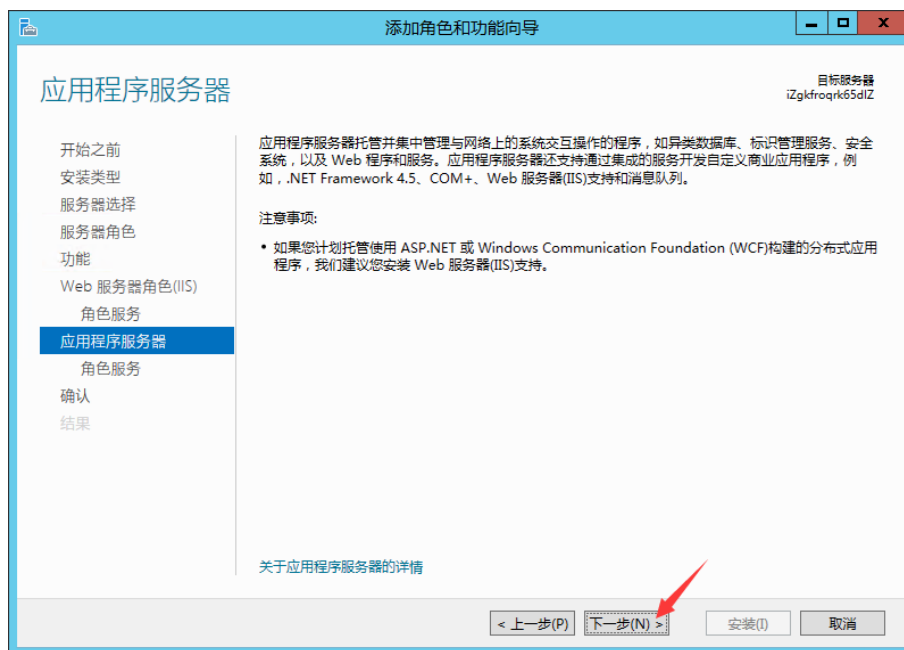 添加角色和功能向导
应用程序服务器
目标服务器
iZgkfroqrk65dlZ
开始之前
安装类型
服务器选择
服务器角色
功能
Web 服务器角色(IIS)
角色服务
应用程序服务器
角色服务
确认
结果
应用程序服务器托管并集中管理与网络上的系统交互操作的程序，如异类数据库、标识管理服务、安全
系统，以及 Web 程序和服务。应用程序服务器还支持通过集成的服务开发自定义商业应用程序，例
如，.NET Framework 4.5、COM+、Web 服务器(IIS)支持和消息队列。
注意事项:
• 如果您计划托管使用 ASP.NET 或 Windows Communication Foundation (WCF)构建的分布式应用
程序，我们建议您安装 Web 服务器(IIS)支持。
关于应用程序服务器的详情
< 上一步(P)
下一步(N) >
安装(I)
取消